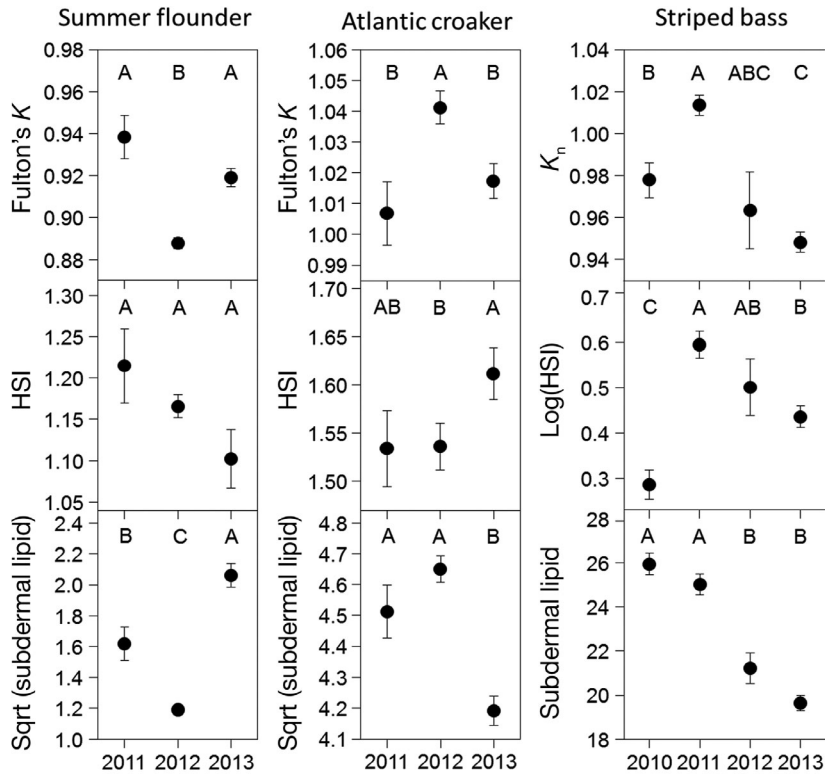 Summer flounder
Atlantic croaker
Striped bass
Fulton's K
0.98
0.96
0.94
0.92
0.90
0.88
A B A
Fulton's K
1.06
1.05
1.04
1.03
1.02
1.01
1.00
0.99
B A B
Kn
1.04
1.02
1.00
0.98
0.96
0.94
B A ABC C
HSI
1.30
1.25
1.20
1.15
1.10
1.05
A A A
HSI
1.70
1.65
1.60
1.55
1.50
AB B A
Log(HSI)
0.7
0.6
0.5
0.4
0.3
C A AB B
Sqrt (subdermal lipid)
2.4
2.2
2.0
1.8
1.6
1.4
1.2
1.0
B C A
2011 2012 2013
Sqrt (subdermal lipid)
4.8
4.7
4.6
4.5
4.4
4.3
4.2
4.1
A A B
2011 2012 2013
Subdermal lipid
28
26
24
22
20
18
A A B B
2010 2011 2012 2013